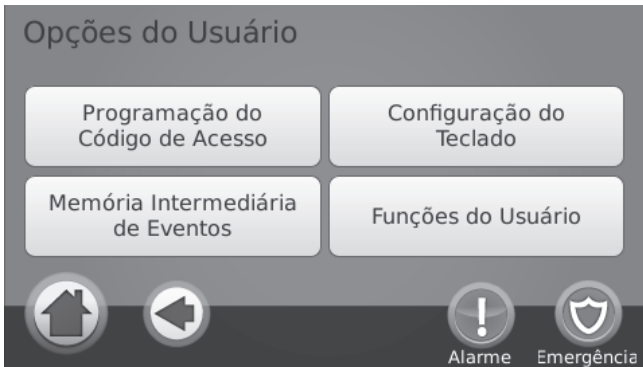 Opções do Usuário
Programação do
Código de Acesso
Configuração do
Teclado
Memória Intermediária
de Eventos
Funções do Usuário
Alarme
Emergência